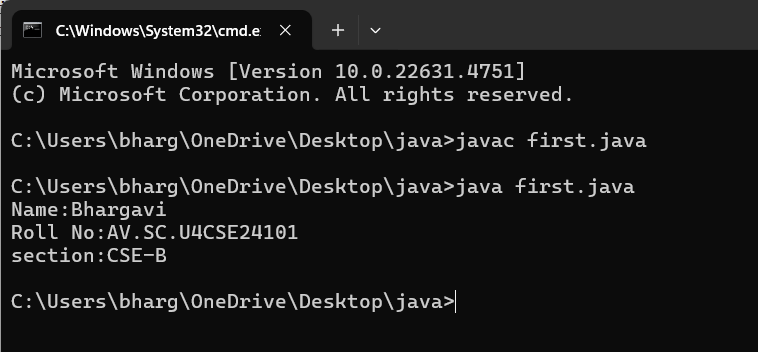 C:\Windows\System32\cmd.e
Microsoft Windows [Version 10.0.22631.4751]
(c) Microsoft Corporation. All rights reserved.
C:\Users\bharg\OneDrive\Desktop\java>javac first.java
C:\Users\bharg\OneDrive\Desktop\java>java first.java
Name:Bhargavi
Roll No:AV.SC.U4CSE24101
section:CSE-B
C:\Users\bharg\OneDrive\Desktop\java>